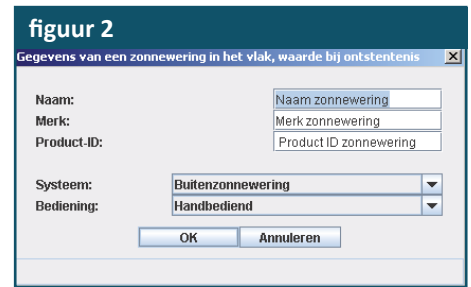 figuur 2
Gegevens van een zonnewering in het vlak, waarde bij ontstentenis
Naam: Naam zonnewering
Merk: Merk zonnewering
Product-ID: Product ID zonnewering
Systeem: Buitenzonnewering
Bediening: Handbediend
OK Annuleren